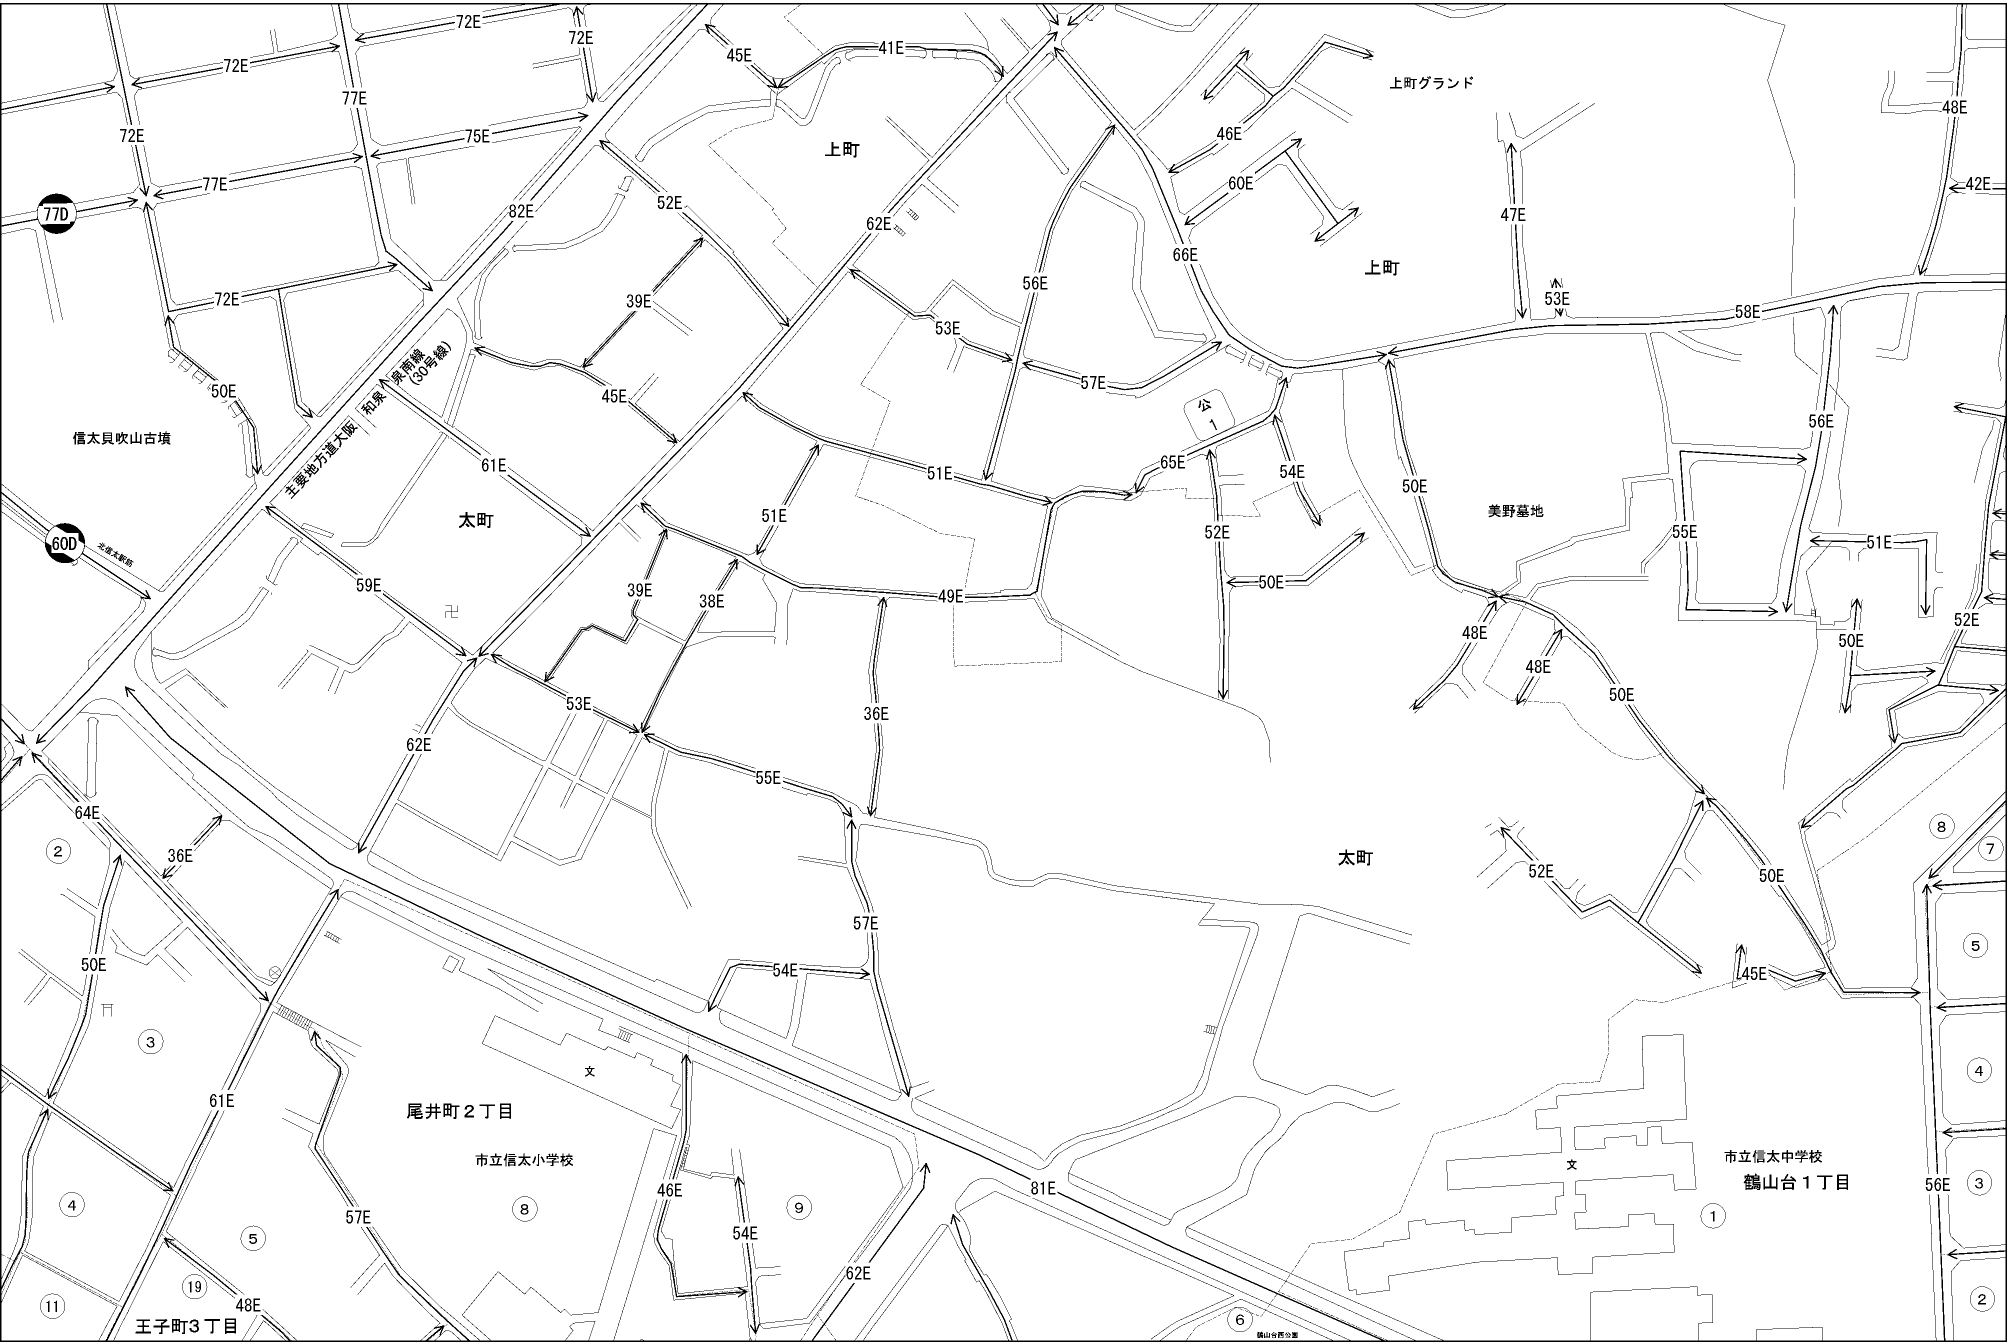 72E
72E
72E
45E
41E
上町グランド
77E
48E
72E
75E
上町
46E
77E
60E
42E
77D
82E
52E
62E
47E
66E
上町
56E
72E
39E
53E
58E
53E
主要地方道大阪
和泉
泉南線
(30号線)
57E
50E
45E
公
1
56E
信太貝吹山古墳
61E
51E
65E
54E
50E
太町
51E
美野墓地
52E
55E
60D
北信太駅前
51E
59E
39E
38E
49E
50E
52E
48E
50E
48E
50E
53E
36E
62E
55E
64E
8
2
36E
太町
7
52E
50E
57E
5
50E
54E
45E
3
文
4
61E
尾井町2丁目
市立信太小学校
文
市立信太中学校
鶴山台1丁目
46E
81E
56E
3
4
57E
8
9
1
5
54E
62E
19
48E
11
2
王子町3丁目
6
鶴山台西公園